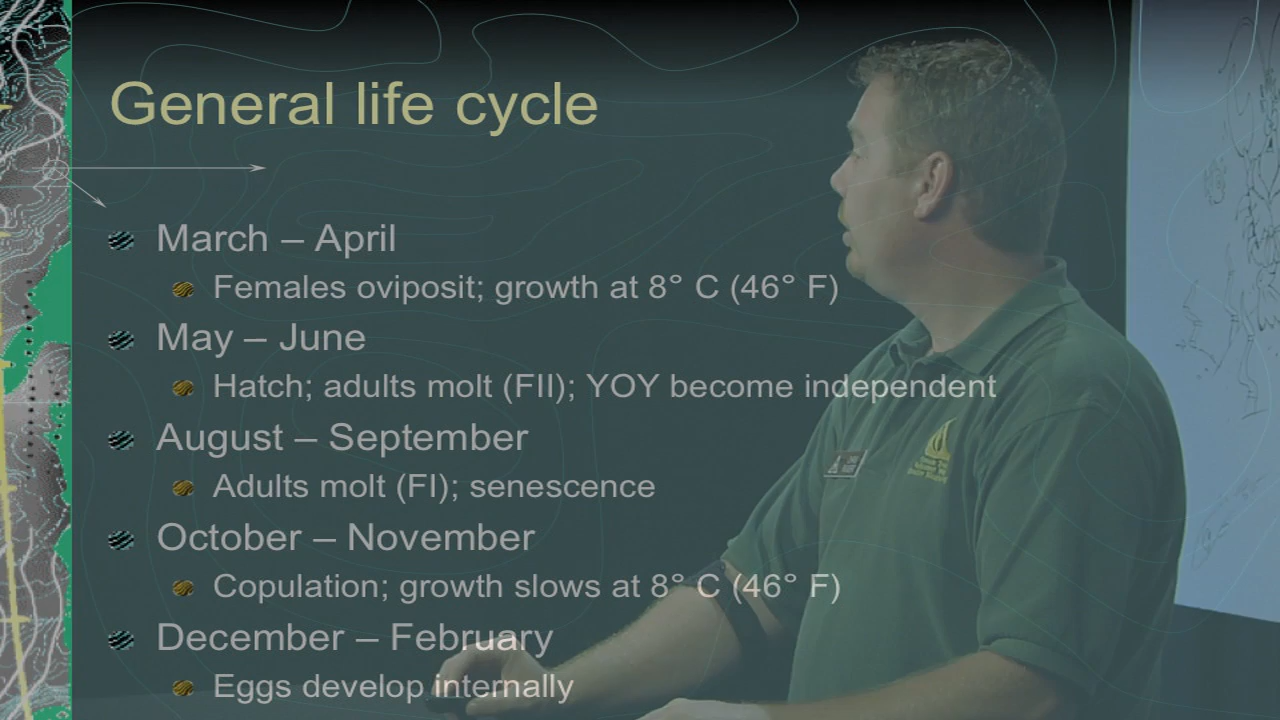 General life cycle
March – April
Females oviposit; growth at 8° C (46° F)
May – June
Hatch; adults molt (FII); YOY become independent
August – September
Adults molt (FI); senescence
October – November
Copulation; growth slows at 8° C (46° F)
December – February
Eggs develop internally